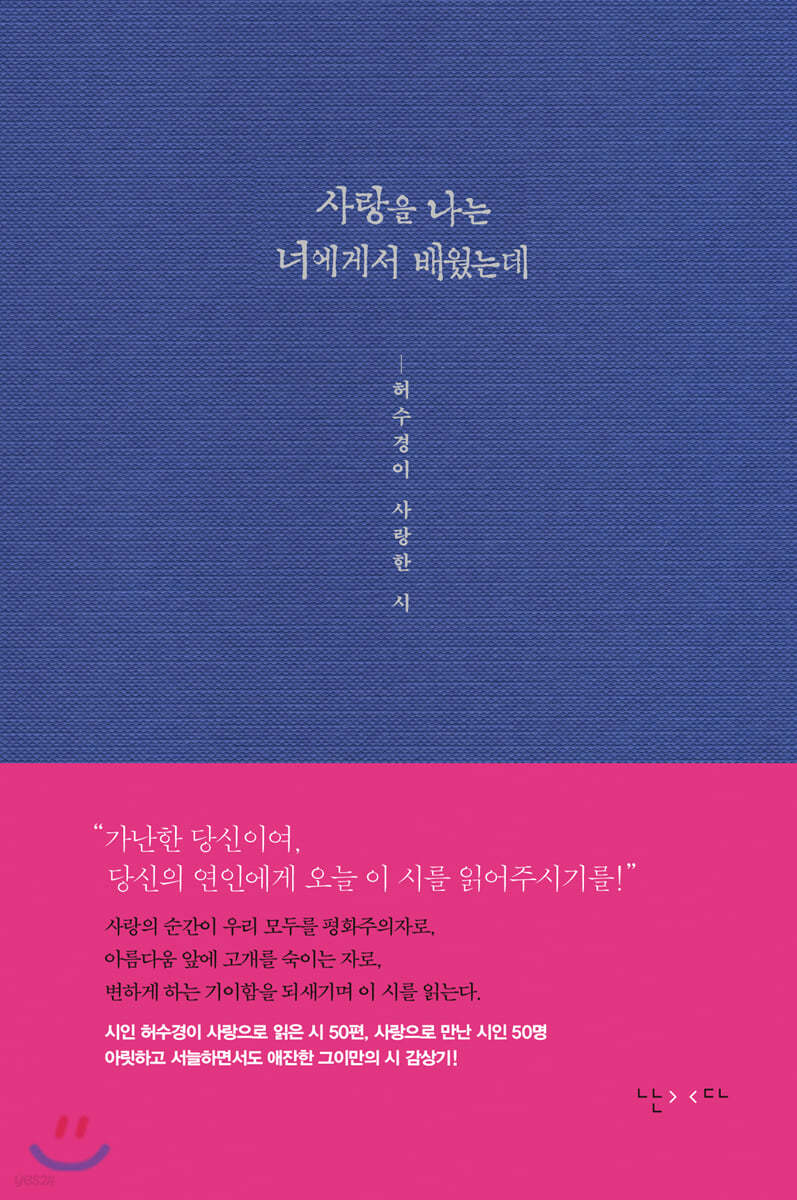 사랑을 나는
너에게서 배웠는데
허수경이 사랑한 시
“가난한 당신이여,
당신의 연인에게 오늘 이 시를 읽어주시기를!”
사랑의 순간이 우리 모두를 평화주의자로,
아름다움 앞에 고개를 숙이는 자로,
변하게 하는 기이함을 되새기며 이 시를 읽는다.
시인 허수경이 사랑으로 읽은 시 50편, 사랑으로 만난 시인 50명
아릿하고 서늘하면서도 애잔한 그이만의 시 감상기!
난다
yes24